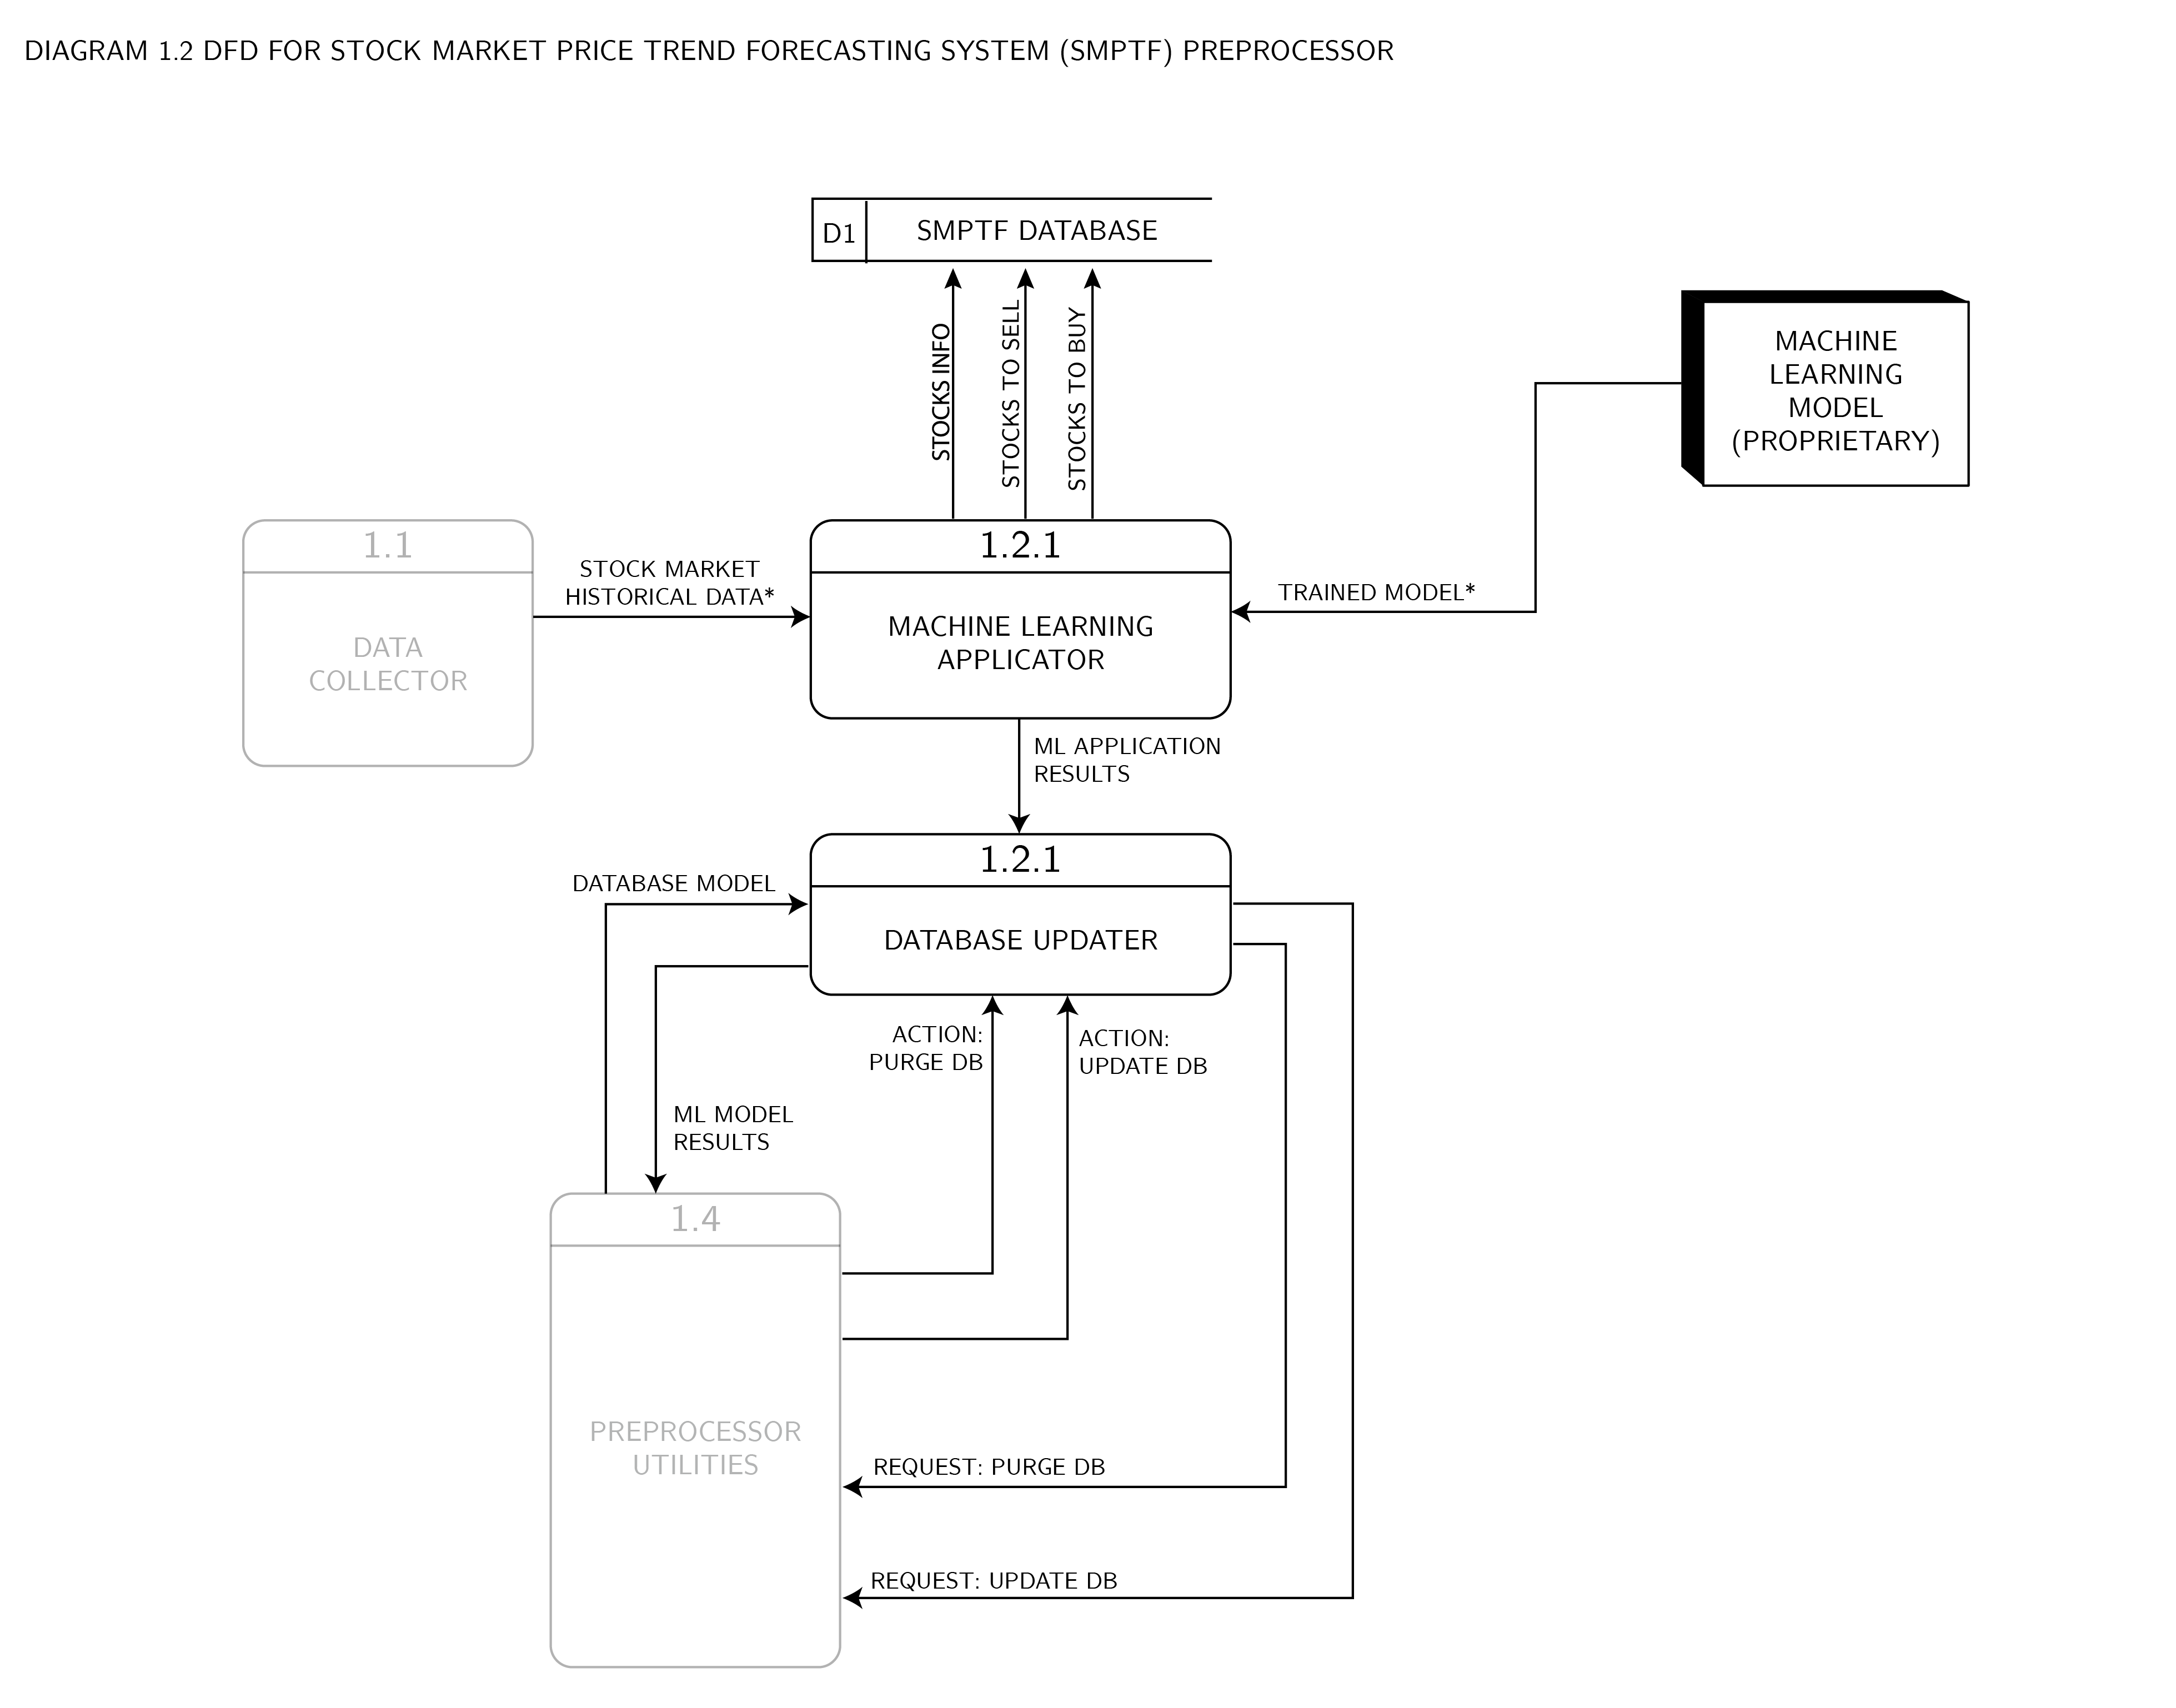 DIAGRAM 1.2 DFD FOR STOCK MARKET PRICE TREND FORECASTING SYSTEM (SMPTF) PREPROCESSOR
D1
SMPTF DATABASE
STOCKS INFO
STOCKS TO SELL
STOCKS TO BUY
MACHINE
LEARNING
MODEL
(PROPRIETARY)
1.1
DATA
COLLECTOR
STOCK MARKET
HISTORICAL DATA*
1.2.1
MACHINE LEARNING
APPLICATOR
TRAINED MODEL*
ML APPLICATION
RESULTS
1.2.1
DATABASE UPDATER
DATABASE MODEL
ML MODEL
RESULTS
ACTION:
PURGE DB
ACTION:
UPDATE DB
1.4
PREPROCESSOR
UTILITIES
REQUEST: PURGE DB
REQUEST: UPDATE DB